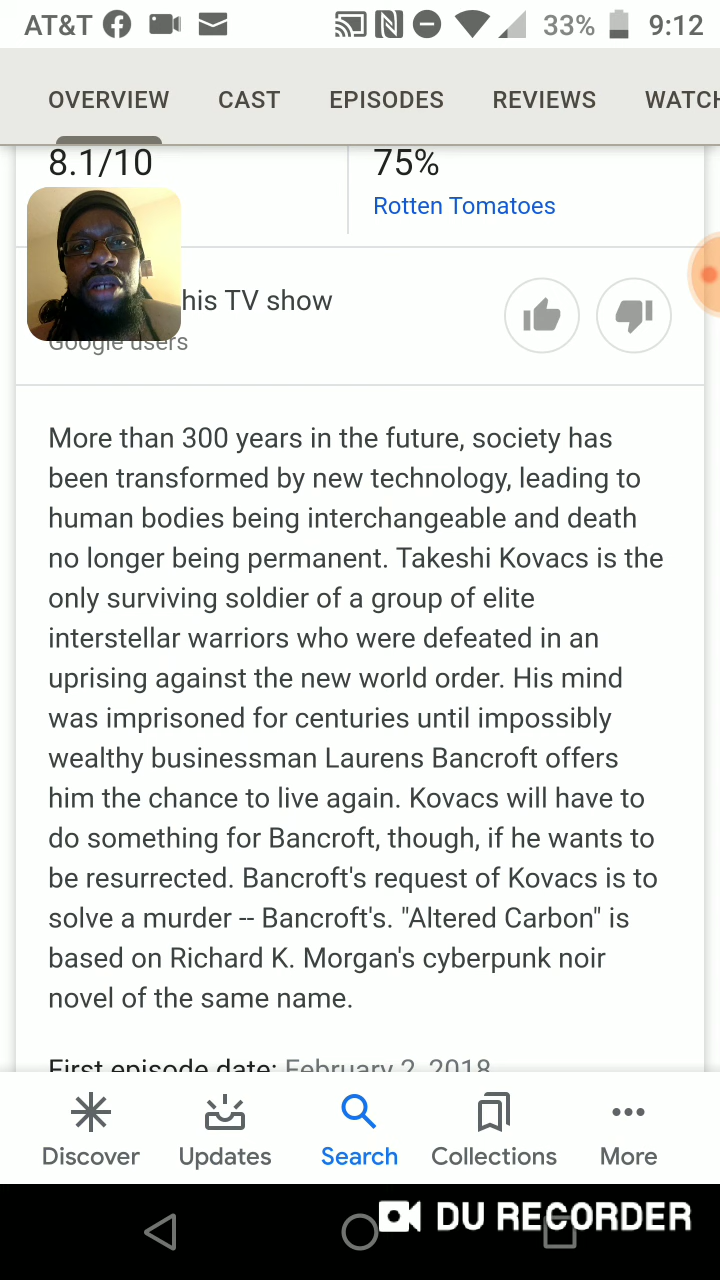 AT&T 33% 9:12
OVERVIEW CAST EPISODES REVIEWS WATCH
8.1/10 75%
Rotten Tomatoes
his TV show
Google users
More than 300 years in the future, society has
been transformed by new technology, leading to
human bodies being interchangeable and death
no longer being permanent. Takeshi Kovacs is the
only surviving soldier of a group of elite
interstellar warriors who were defeated in an
uprising against the new world order. His mind
was imprisoned for centuries until impossibly
wealthy businessman Laurens Bancroft offers
him the chance to live again. Kovacs will have to
do something for Bancroft, though, if he wants to
be resurrected. Bancroft's request of Kovacs is to
solve a murder -- Bancroft's. "Altered Carbon" is
based on Richard K. Morgan's cyberpunk noir
novel of the same name.
First episode date: February 2, 2018
Discover Updates Search Collections More
DU RECORDER